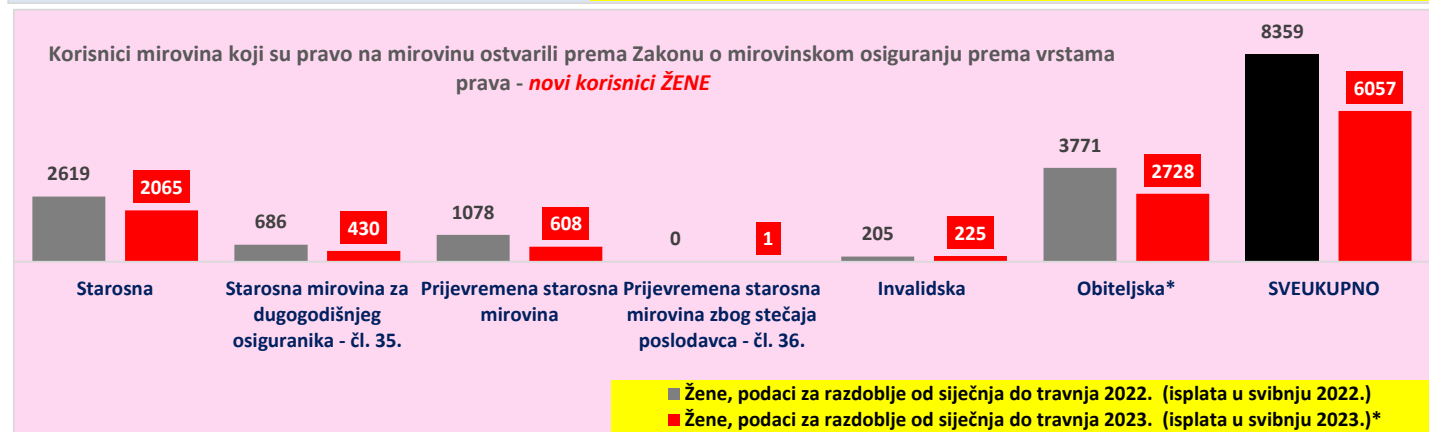 Korisnici mirovina koji su pravo na mirovinu ostvarili prema Zakonu o mirovinskom osiguranju prema vrstama
prava - novi korisnici ŽENE
8359
6057
3771
2728
2619
2065
686
430
1078
608
0
1
205
225
Starosna
Starosna mirovina za
dugogodišnjeg
osiguranika - čl. 35.
Prijevremena starosna
mirovina
Prijevremena starosna
mirovina zbog stečaja
poslodavca - čl. 36.
Invalidska
Obiteljska*
SVEUKUPNO
Žene, podaci za razdoblje od siječnja do travnja 2022. (isplata u svibnju 2022.)
Žene, podaci za razdoblje od siječnja do travnja 2023. (isplata u svibnju 2023.)*